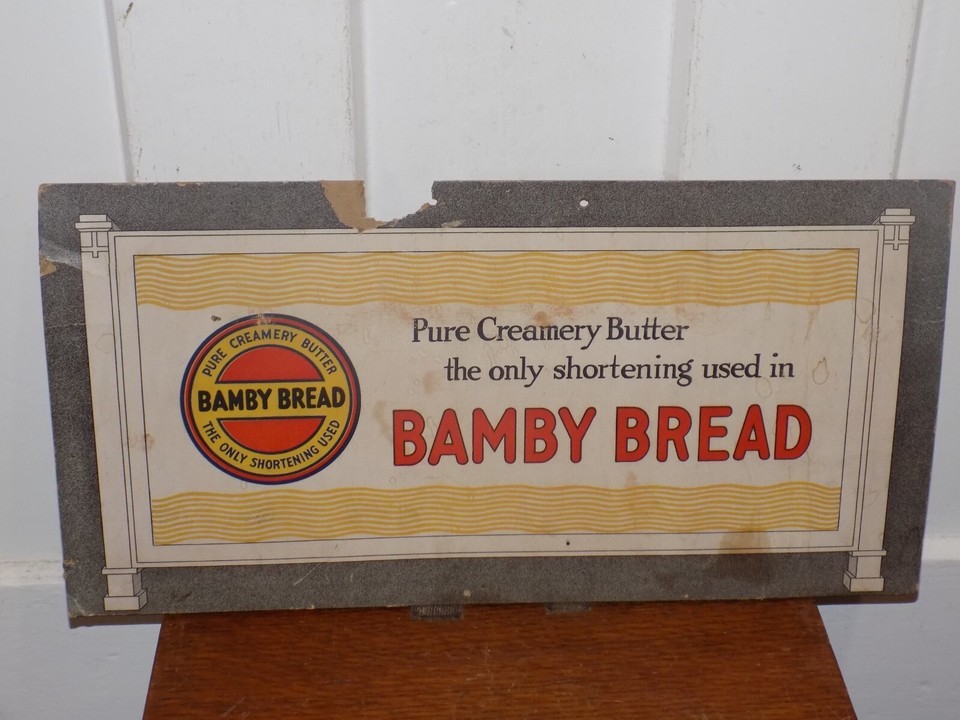 PURE CREAMERY BUTTER
BAMBY BREAD
THE ONLY SHORTENING USED
Pure Creamery Butter
the only shortening used in
BAMBY BREAD